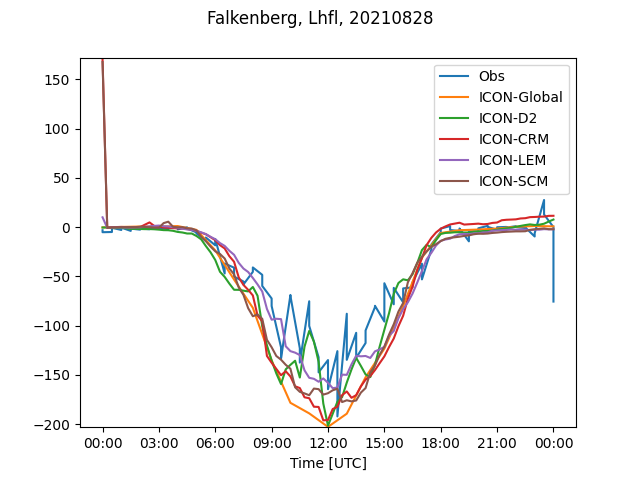 Falkenberg, Lhfl, 20210828
Obs
ICON-Global
ICON-D2
ICON-CRM
ICON-LEM
ICON-SCM
150
100
50
0
−50
−100
−150
−200
00:00 03:00 06:00 09:00 12:00 15:00 18:00 21:00 00:00
Time [UTC]